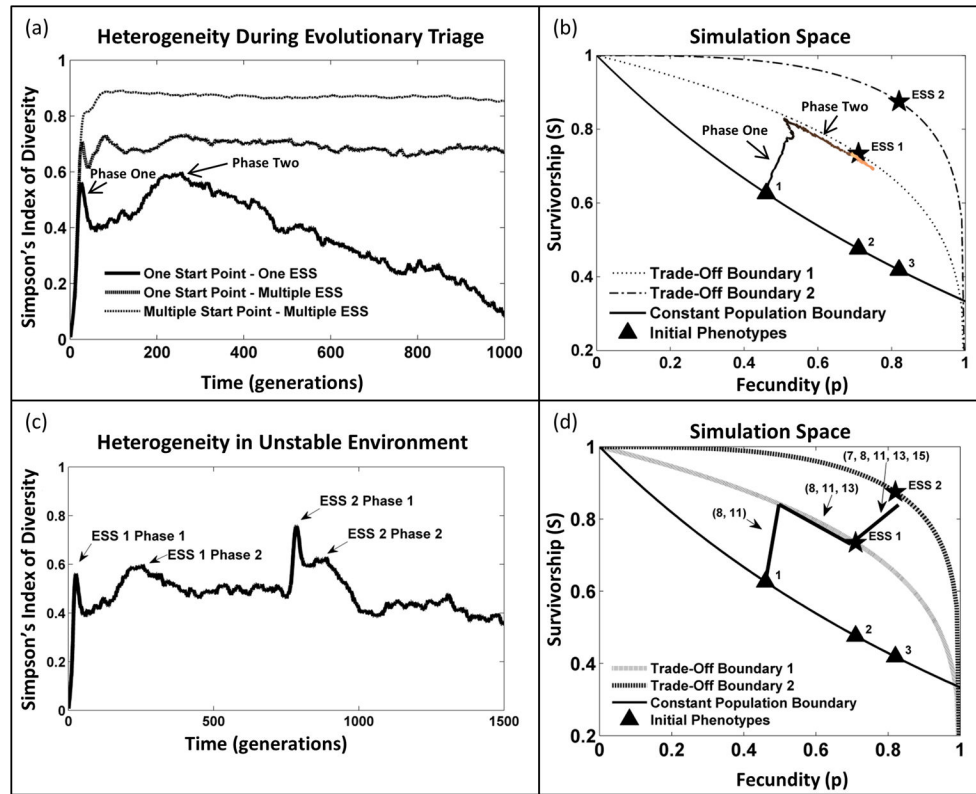 (a)
Heterogeneity During Evolutionary Triage
Simpson's Index of Diversity
1
0.8
0.6
0.4
0.2
0
Phase One
Phase Two
One Start Point - One ESS
One Start Point - Multiple ESS
Multiple Start Point - Multiple ESS
0 200 400 600 800 1000
Time (generations)
(b)
Simulation Space
Survivorship (S)
1
0.8
0.6
0.4
0.2
ESS 2
Phase Two
Phase One
ESS 1
1
2
3
Trade-Off Boundary 1
Trade-Off Boundary 2
Constant Population Boundary
Initial Phenotypes
0 0.2 0.4 0.6 0.8 1
Fecundity (p)
(c)
Heterogeneity in Unstable Environment
Simpson's Index of Diversity
1
0.8
0.6
0.4
0.2
0
ESS 2 Phase 1
ESS 1 Phase 1
ESS 1 Phase 2
ESS 2 Phase 2
0 500 1000 1500
Time (generations)
(d)
Simulation Space
Survivorship (S)
1
0.8
0.6
0.4
0.2
(7, 8, 11, 13, 15)
ESS 2
(8, 11, 13)
(8, 11)
ESS 1
1
2
3
Trade-Off Boundary 1
Trade-Off Boundary 2
Constant Population Boundary
Initial Phenotypes
0 0.2 0.4 0.6 0.8 1
Fecundity (p)